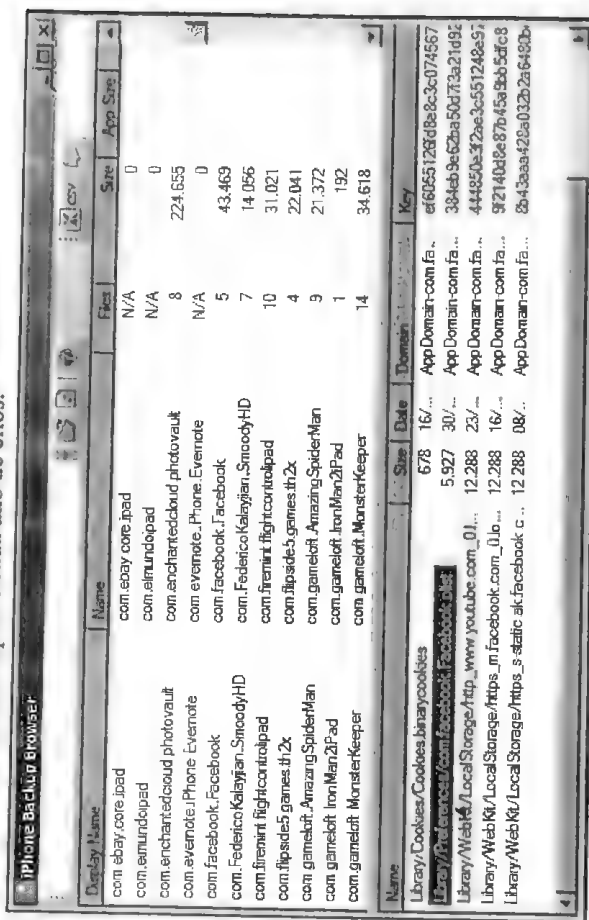 iPhone Backup Browser
csv
Display Name Name Files Size App Size
com.ebay.core.ipad com.ebay core.ipad N/A 0
com.elmundoipad com.elmundoipad N/A 0
com.enchantedcloud photovault com.enchantedcloud photovault 8 224.655
com.evernote.iPhone Evernote com evernote.iPhone.Evernote N/A 0
com.facebook.Facebook com.facebook.Facebook 5 43.469
com.FedericoKalayjian.SmoodyHD com.FedericoKalayjian.SmoodyHD 7 14.056
com.firemint flightcontrolipad com.firemint flightcontrolipad 10 31.021
com.flipside5.games.th2x com.flipside5.games.th2x 4 22.041
com gameloft.AmazingSpiderMan com.gameloft.AmazingSpiderMan 9 21.372
com gameloft IronMan2iPad com.gameloft.IronMan2iPad 1 192
com.gameloft MonsterKeeper com.gameloft.MonsterKeeper 14 34.618
Name Size Date Domain Key
Library/Cookies/Cookies.binarycookies 678 16/... AppDomain-com.fa...
Library/Preferences/com.facebook.Facebook.plist 5.927 30/... AppDomain-com.fa...
Library/WebKit/LocalStorage/http_www youtube.com_0.l... 12.288 23/... AppDomain-com.fa...
Library/WebKit/LocalStorage/https_m.facebook.com_0.lo... 12.288 16/... AppDomain-com.fa...
Library/WebKit/LocalStorage/https_s-static ak.facebook c... 12 288 08/... AppDomain-com.fa...